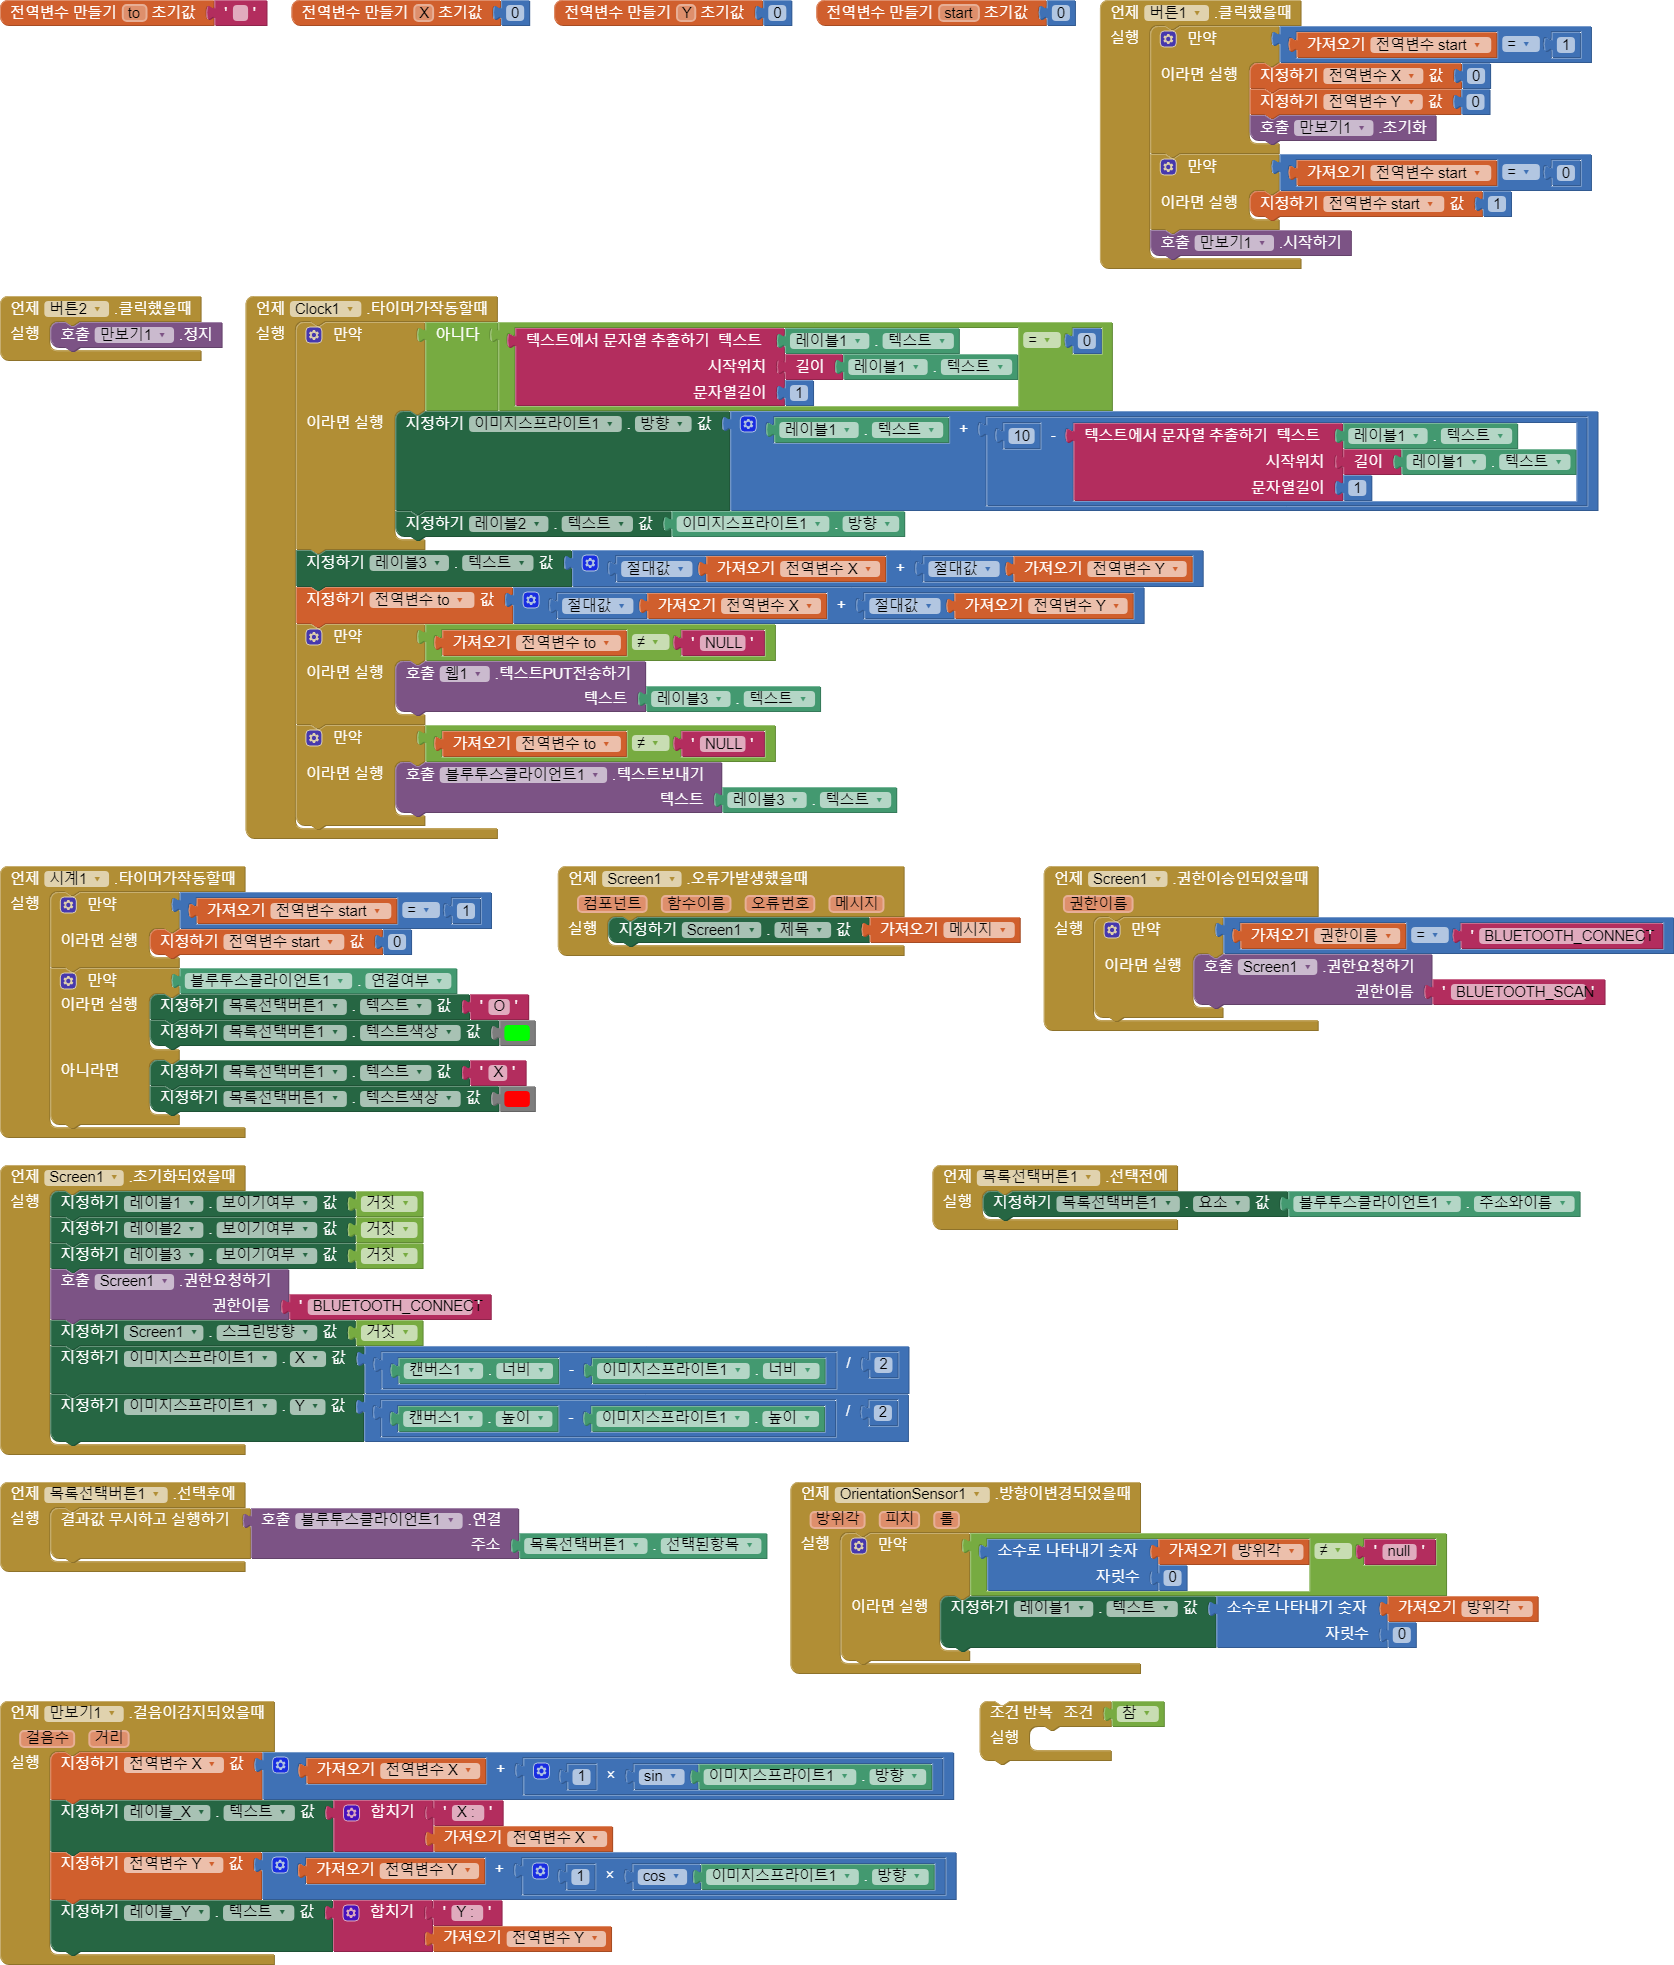 전역변수 만들기 to 초기값 ' '
전역변수 만들기 X 초기값 0
전역변수 만들기 Y 초기값 0
전역변수 만들기 start 초기값 0
언제 버튼1 .클릭했을때
실행 만약 가져오기 전역변수 start = 1
이라면 실행 지정하기 전역변수 X 값 0
지정하기 전역변수 Y 값 0
호출 만보기1 .초기화
만약 가져오기 전역변수 start = 0
이라면 실행 지정하기 전역변수 start 값 1
호출 만보기1 .시작하기
언제 버튼2 .클릭했을때
실행 호출 만보기1 .정지
언제 Clock1 .타이머가작동할때
실행 만약 아니다 텍스트에서 문자열 추출하기 텍스트 레이블1 . 텍스트 = 0
시작위치 길이 레이블1 . 텍스트
문자열길이 1
이라면 실행 지정하기 이미지스프라이트1 . 방향 값 레이블1 . 텍스트 + 10 - 텍스트에서 문자열 추출하기 텍스트 레이블1 . 텍스트
시작위치 길이 레이블1 . 텍스트
문자열길이 1
지정하기 레이블2 . 텍스트 값 이미지스프라이트1 . 방향
지정하기 레이블3 . 텍스트 값 절대값 가져오기 전역변수 X + 절대값 가져오기 전역변수 Y
지정하기 전역변수 to 값 절대값 가져오기 전역변수 X + 절대값 가져오기 전역변수 Y
만약 가져오기 전역변수 to ≠ ' NULL '
이라면 실행 호출 웹1 .텍스트PUT전송하기
텍스트 레이블3 . 텍스트
만약 가져오기 전역변수 to ≠ ' NULL '
이라면 실행 호출 블루투스클라이언트1 .텍스트보내기
텍스트 레이블3 . 텍스트
언제 시계1 .타이머가작동할때
실행 만약 가져오기 전역변수 start = 1
이라면 실행 지정하기 전역변수 start 값 0
만약 블루투스클라이언트1 . 연결여부
이라면 실행 지정하기 목록선택버튼1 . 텍스트 값 ' O '
지정하기 목록선택버튼1 . 텍스트색상 값
아니라면 지정하기 목록선택버튼1 . 텍스트 값 ' X '
지정하기 목록선택버튼1 . 텍스트색상 값
언제 Screen1 .오류가발생했을때
컴포넌트 함수이름 오류번호 메시지
실행 지정하기 Screen1 . 제목 값 가져오기 메시지
언제 Screen1 .권한이승인되었을때
권한이름
실행 만약 가져오기 권한이름 = ' BLUETOOTH_CONNECT '
이라면 실행 호출 Screen1 .권한요청하기
권한이름 ' BLUETOOTH_SCAN '
언제 Screen1 .초기화되었을때
실행 지정하기 레이블1 . 보이기여부 값 거짓
지정하기 레이블2 . 보이기여부 값 거짓
지정하기 레이블3 . 보이기여부 값 거짓
호출 Screen1 .권한요청하기
권한이름 ' BLUETOOTH_CONNECT '
지정하기 Screen1 . 스크린방향 값 거짓
지정하기 이미지스프라이트1 . X 값 캔버스1 . 너비 - 이미지스프라이트1 . 너비 / 2
지정하기 이미지스프라이트1 . Y 값 캔버스1 . 높이 - 이미지스프라이트1 . 높이 / 2
언제 목록선택버튼1 .선택전에
실행 지정하기 목록선택버튼1 . 요소 값 블루투스클라이언트1 . 주소와이름
언제 목록선택버튼1 .선택후에
실행 결과값 무시하고 실행하기 호출 블루투스클라이언트1 .연결
주소 목록선택버튼1 . 선택된항목
언제 OrientationSensor1 .방향이변경되었을때
방위각 피치 롤
실행 만약 소수로 나타내기 숫자 가져오기 방위각 ≠ ' null '
자릿수 0
이라면 실행 지정하기 레이블1 . 텍스트 값 소수로 나타내기 숫자 가져오기 방위각
자릿수 0
언제 만보기1 .걸음이감지되었을때
걸음수 거리
실행 지정하기 전역변수 X 값 가져오기 전역변수 X + 1 × sin 이미지스프라이트1 . 방향
지정하기 레이블_X . 텍스트 값 합치기 ' X : '
가져오기 전역변수 X
지정하기 전역변수 Y 값 가져오기 전역변수 Y + 1 × cos 이미지스프라이트1 . 방향
지정하기 레이블_Y . 텍스트 값 합치기 ' Y : '
가져오기 전역변수 Y
조건 반복 조건 참
실행